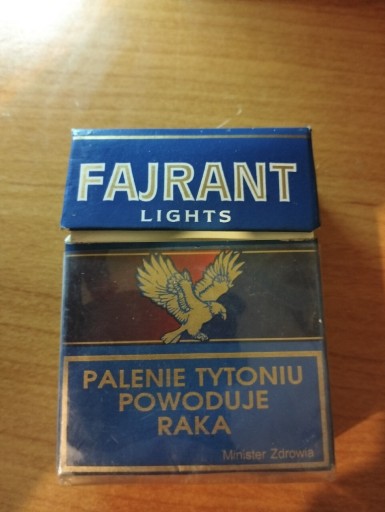 FAJRANT
LIGHTS
PALENIE TYTONIU
POWODUJE
RAKA
Minister Zdrowia